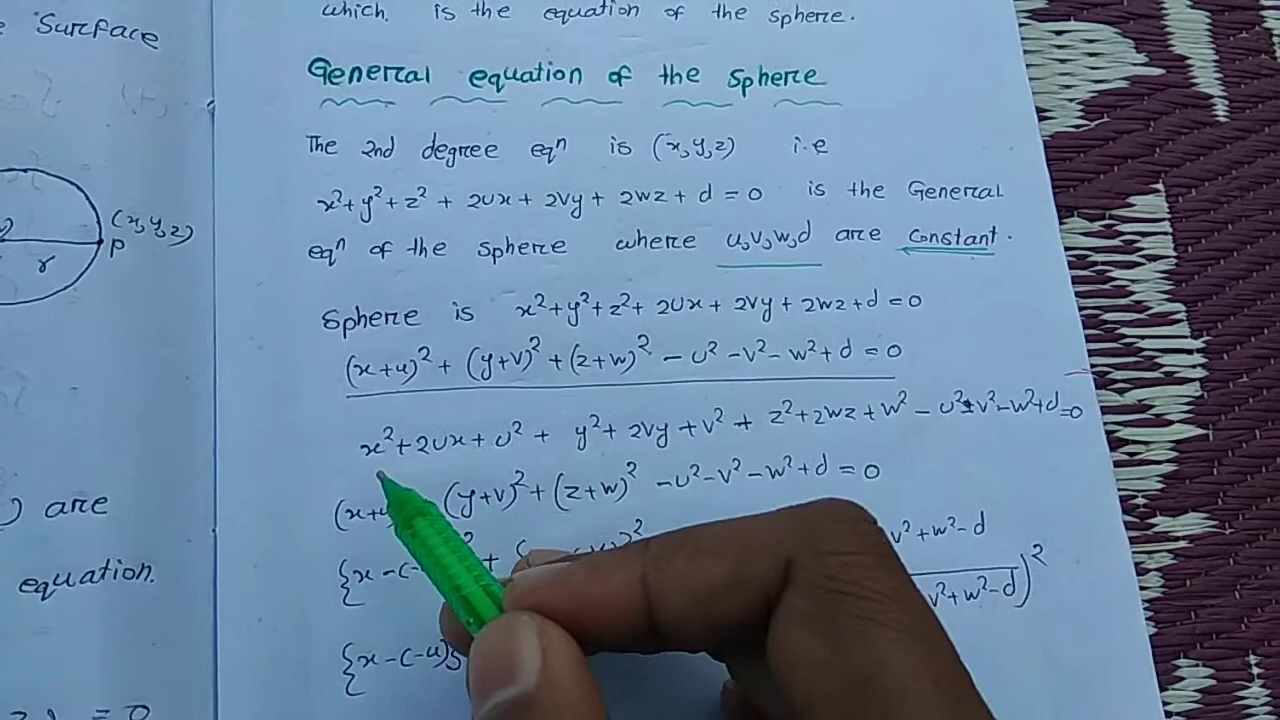 Surface
(x,y,z)
P
r
are
equation.
= 0
which is the equation of the sphere.
General equation of the sphere
The 2nd degree eqⁿ is (x,y,z) i.e
x²+y²+z² + 2ux + 2vy + 2wz + d = 0 is the General
eqⁿ of the sphere where u,v,w,d are constant.
Sphere is x²+y²+z²+ 2ux + 2vy + 2wz + d = 0
(x+u)² + (y+v)² + (z+w)² - u² - v² - w² + d = 0
x²+2ux+u² + y²+2vy+v² + z²+2wz+w² - u² - v² - w²+d=0
(x+u (y+v)² + (z+w)² - u² - v² - w² + d = 0
{x-(- v²+w²-d
v²+w²-d)²
{x-(-u)}